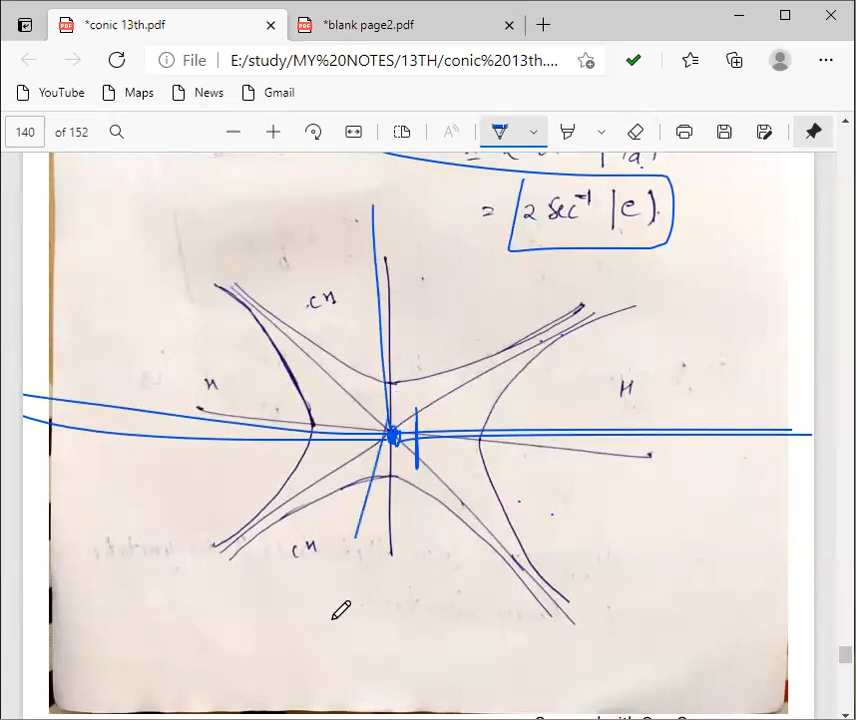 *conic 13th.pdf
*blank page2.pdf
File E:/study/MY%20NOTES/13TH/conic%2013th....
YouTube Maps News Gmail
140 of 152
= 2 sec⁻¹ |e|.
CH
H
H
CH